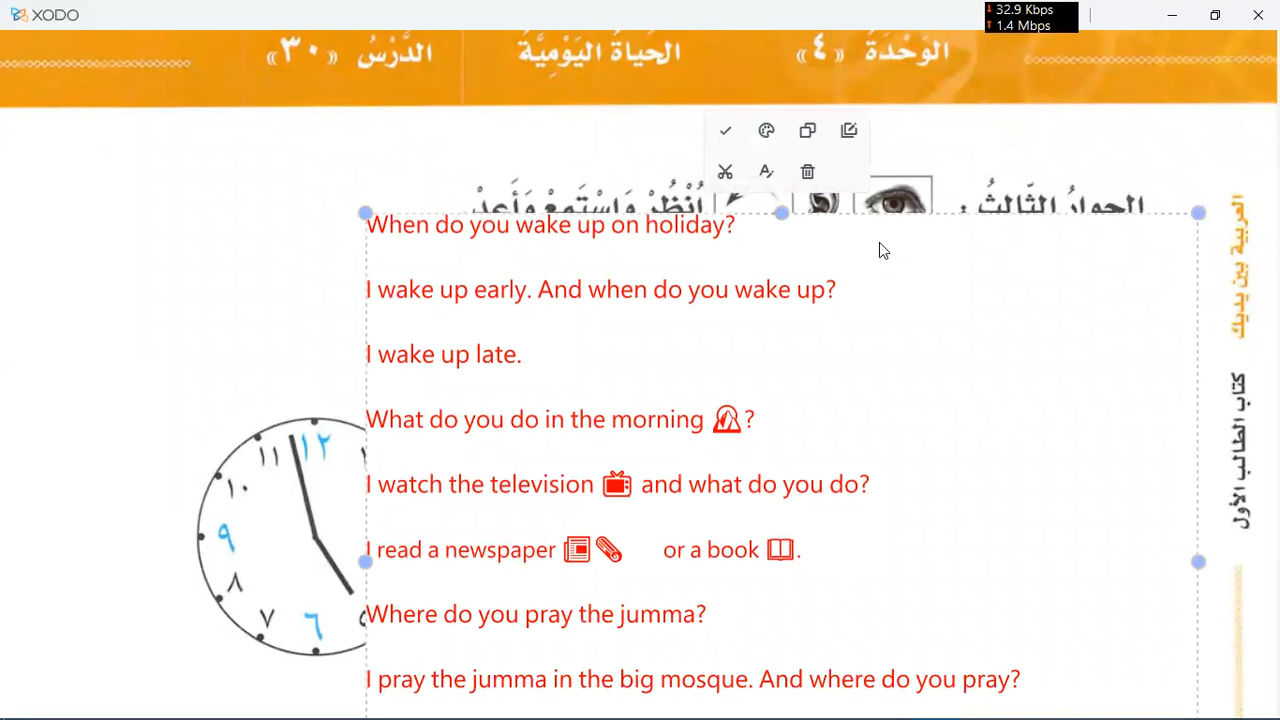 XODO
32.9 Kbps
1.4 Mbps
الوَحْدَةُ «٤» الحَياةُ اليَوْمِيَّةُ الدَّرْسُ «٣٠»
الحِوارُ الثّالِثُ : اُنْظُرْ وَاسْتَمِعْ وَأَعِدْ
When do you wake up on holiday?
I wake up early. And when do you wake up?
I wake up late.
What do you do in the morning ?
I watch the television 📺 and what do you do?
I read a newspaper 📰🗞 or a book 📖.
Where do you pray the jumma?
I pray the jumma in the big mosque. And where do you pray?
١٢
١١
١٠
٩
٨
٧
٦
العربية بين يديك
كتاب الطالب الأول